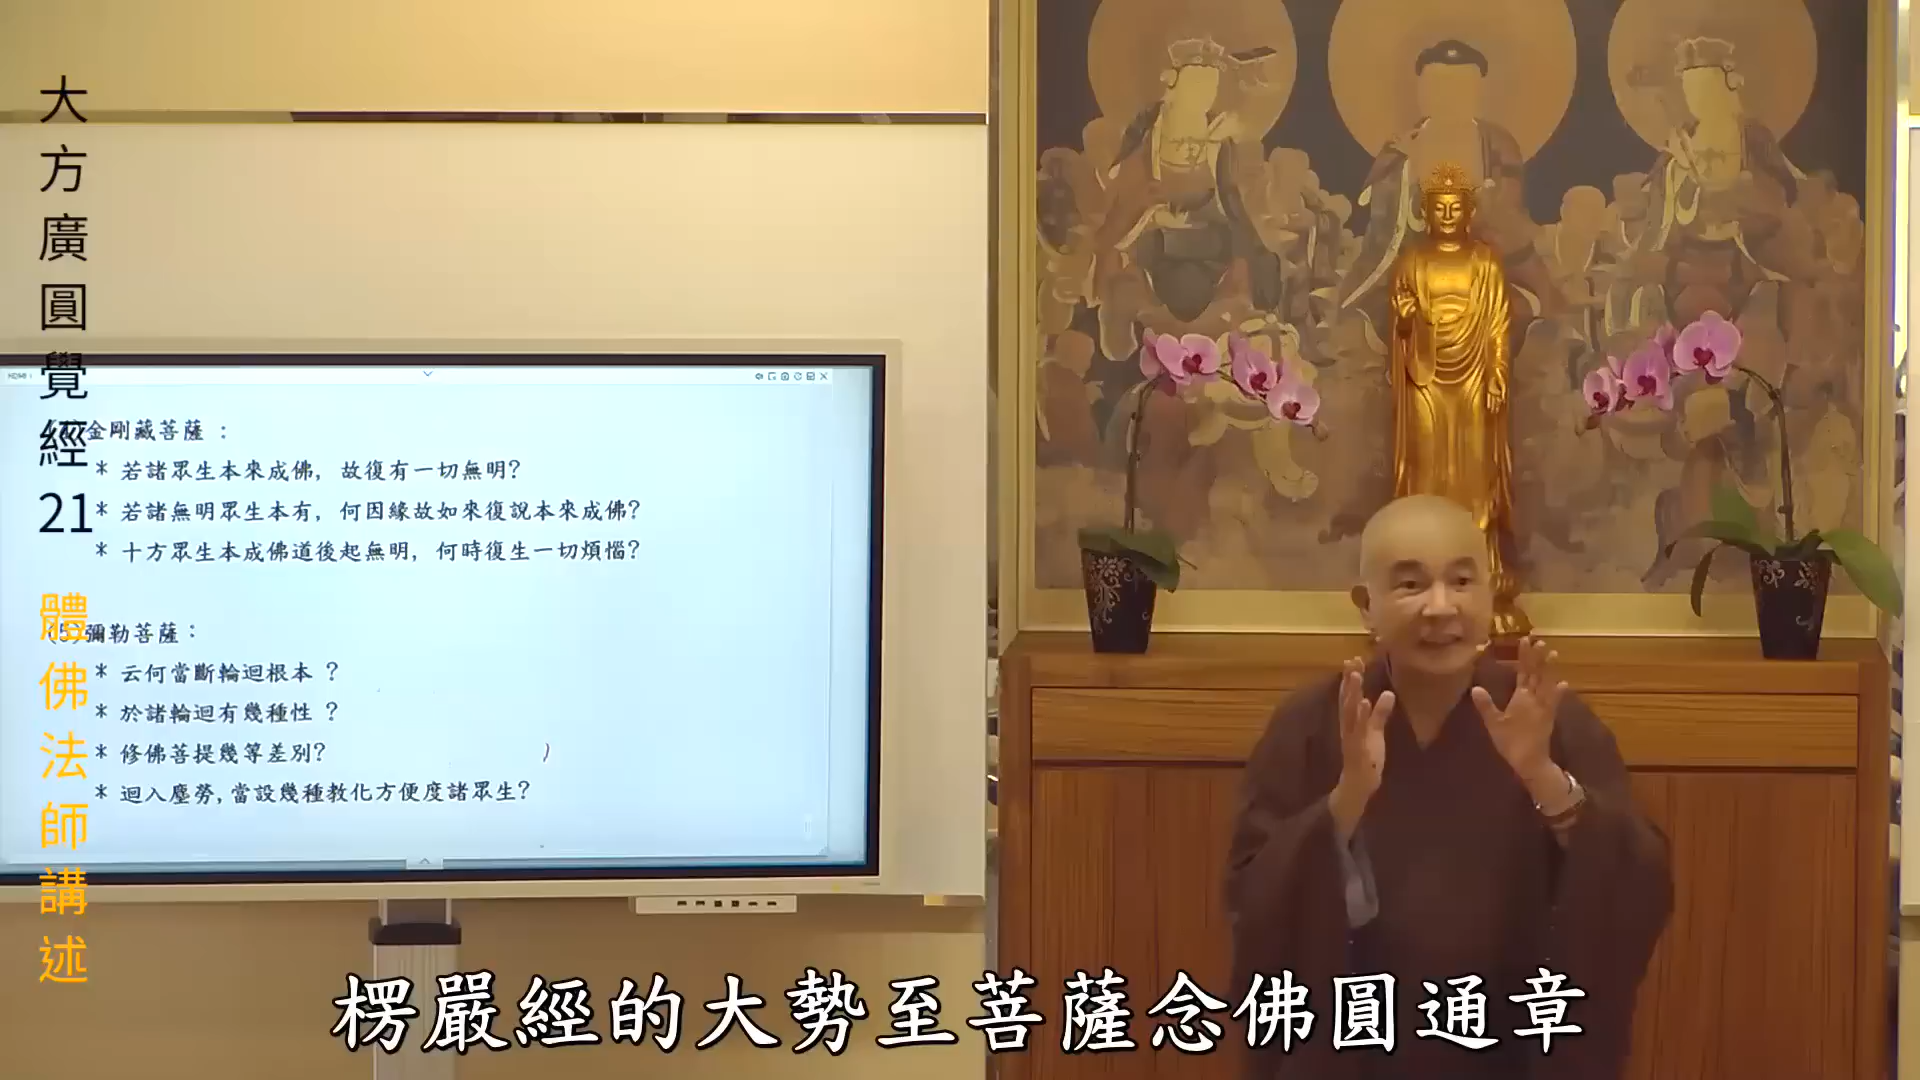 大方廣圓覺經21
體佛法師講述
金剛藏菩薩 :
* 若諸眾生本來成佛, 故復有一切無明?
* 若諸無明眾生本有, 何因緣故如來復說本來成佛?
* 十方眾生本成佛道後起無明, 何時復生一切煩惱?
(5)彌勒菩薩 :
* 云何當斷輪迴根本 ?
* 於諸輪迴有幾種性 ?
* 修佛菩提幾等差別?
* 迴入塵勞,當設幾種教化方便度諸眾生?
楞嚴經的大勢至菩薩念佛圓通章